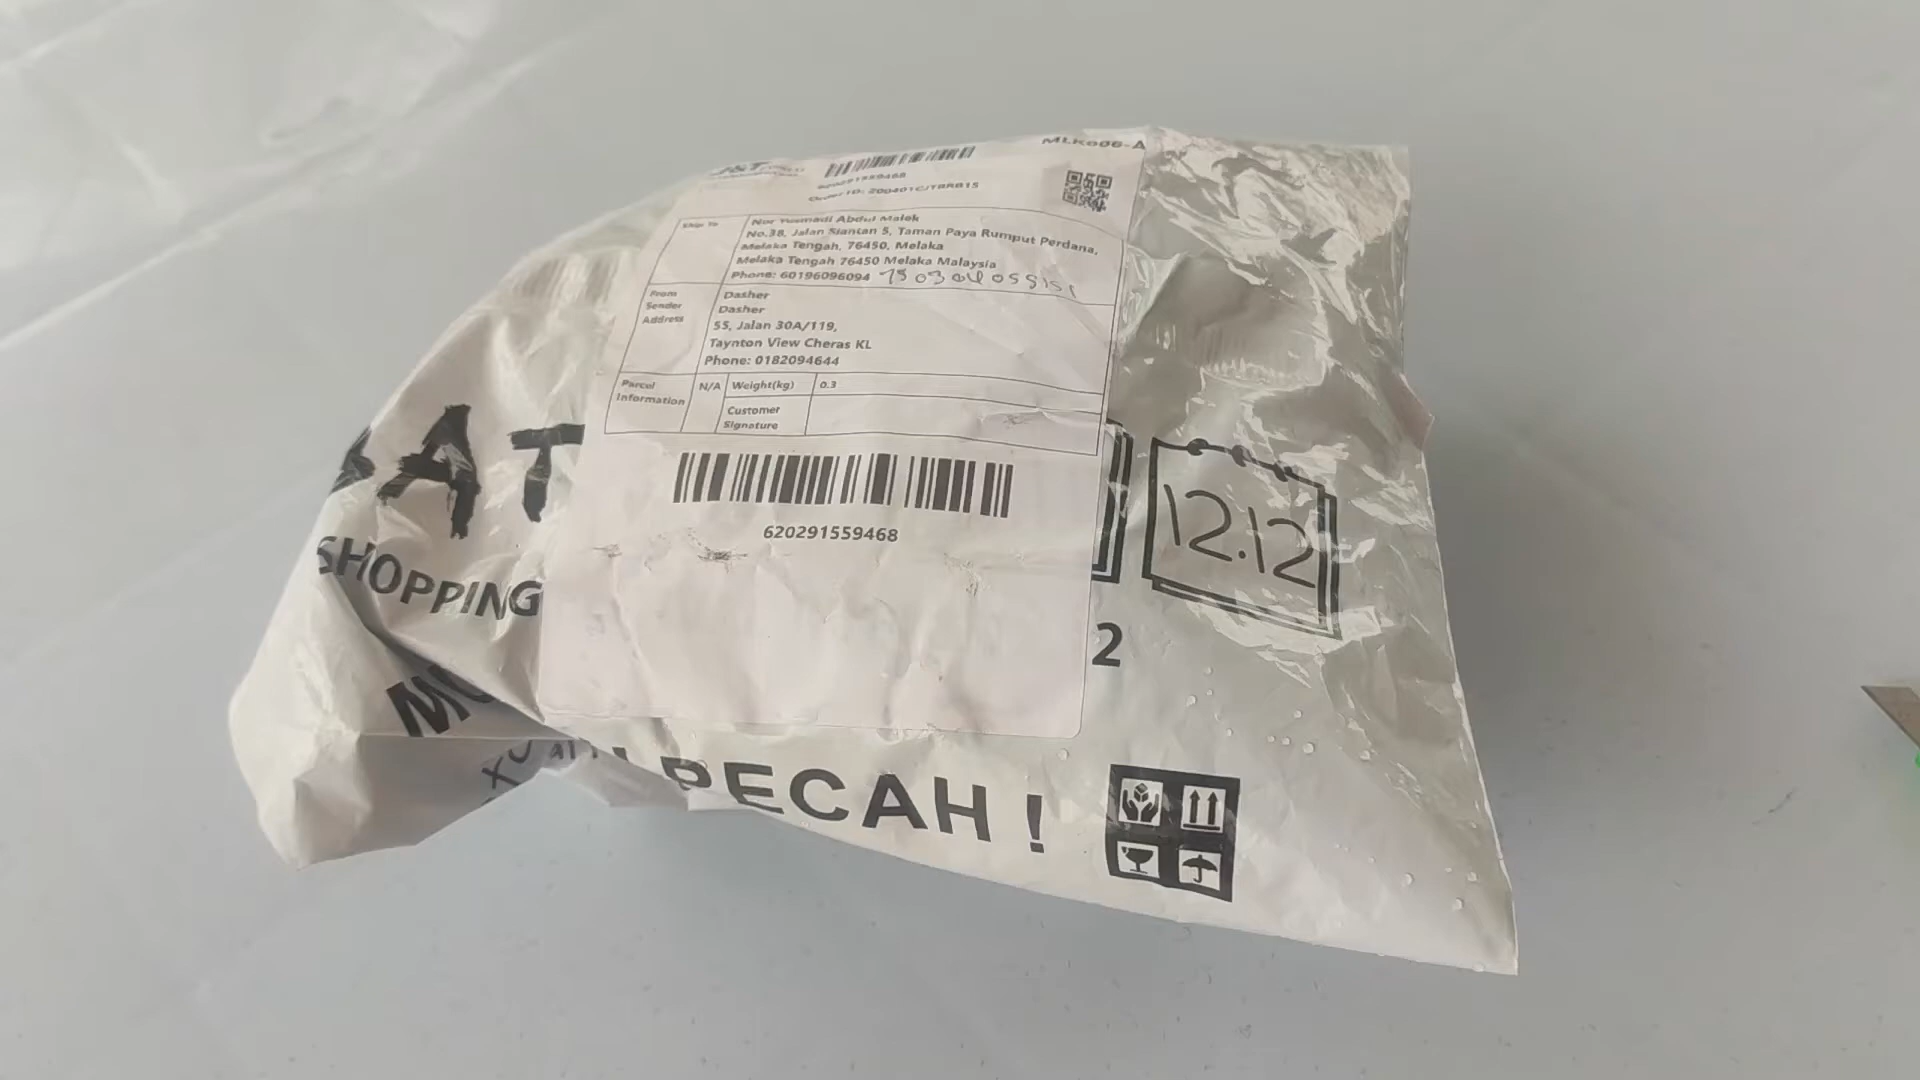 J&T
MLK006-A
620291559468
Ship To
Nor Yusmadi Abdul Malek
No.38, Jalan Siantan 5, Taman Paya Rumput Perdana,
Melaka Tengah, 76450, Melaka
Melaka Tengah 76450 Melaka Malaysia
Phone: 60196096094
From
Sender
Address
Dasher
Dasher
55, Jalan 30A/119,
Taynton View Cheras KL
Phone: 0182094644
Parcel
Information
N/A
Weight(kg)
0.3
Customer
Signature
620291559468
AT
SHOPPING
12.12
2
PECAH !